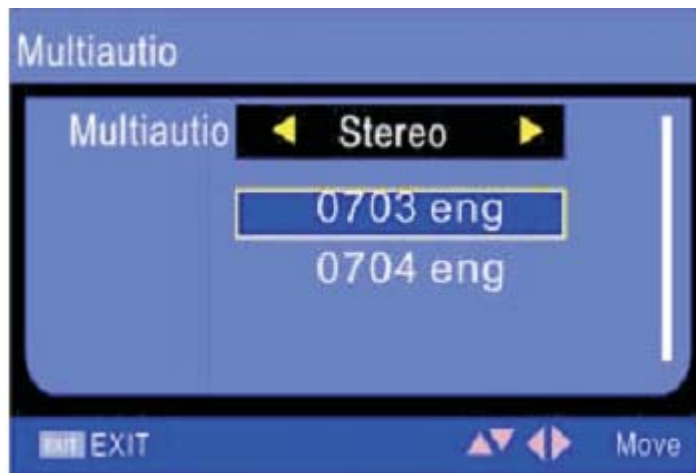 Multiautio
Multiautio Stereo
0703 eng
0704 eng
EXIT EXIT Move